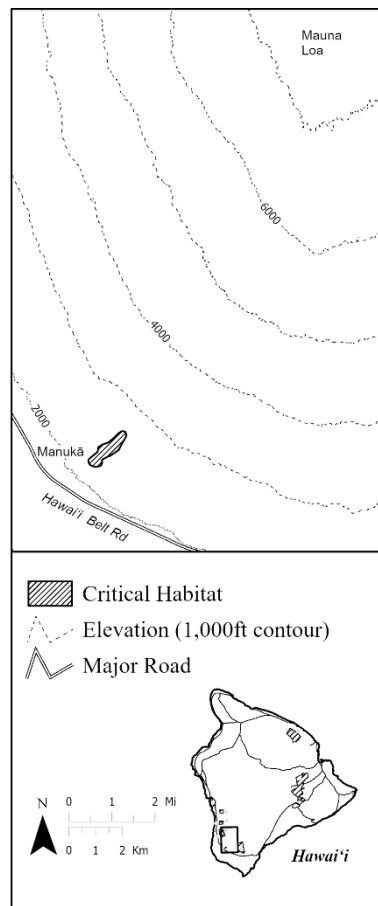 Mauna
Loa
6000
4000
2000
Manukā
Hawai‘i Belt Rd
Critical Habitat
Elevation (1,000ft contour)
Major Road
N
0 1 2 Mi
0 1 2 Km
Hawai‘i